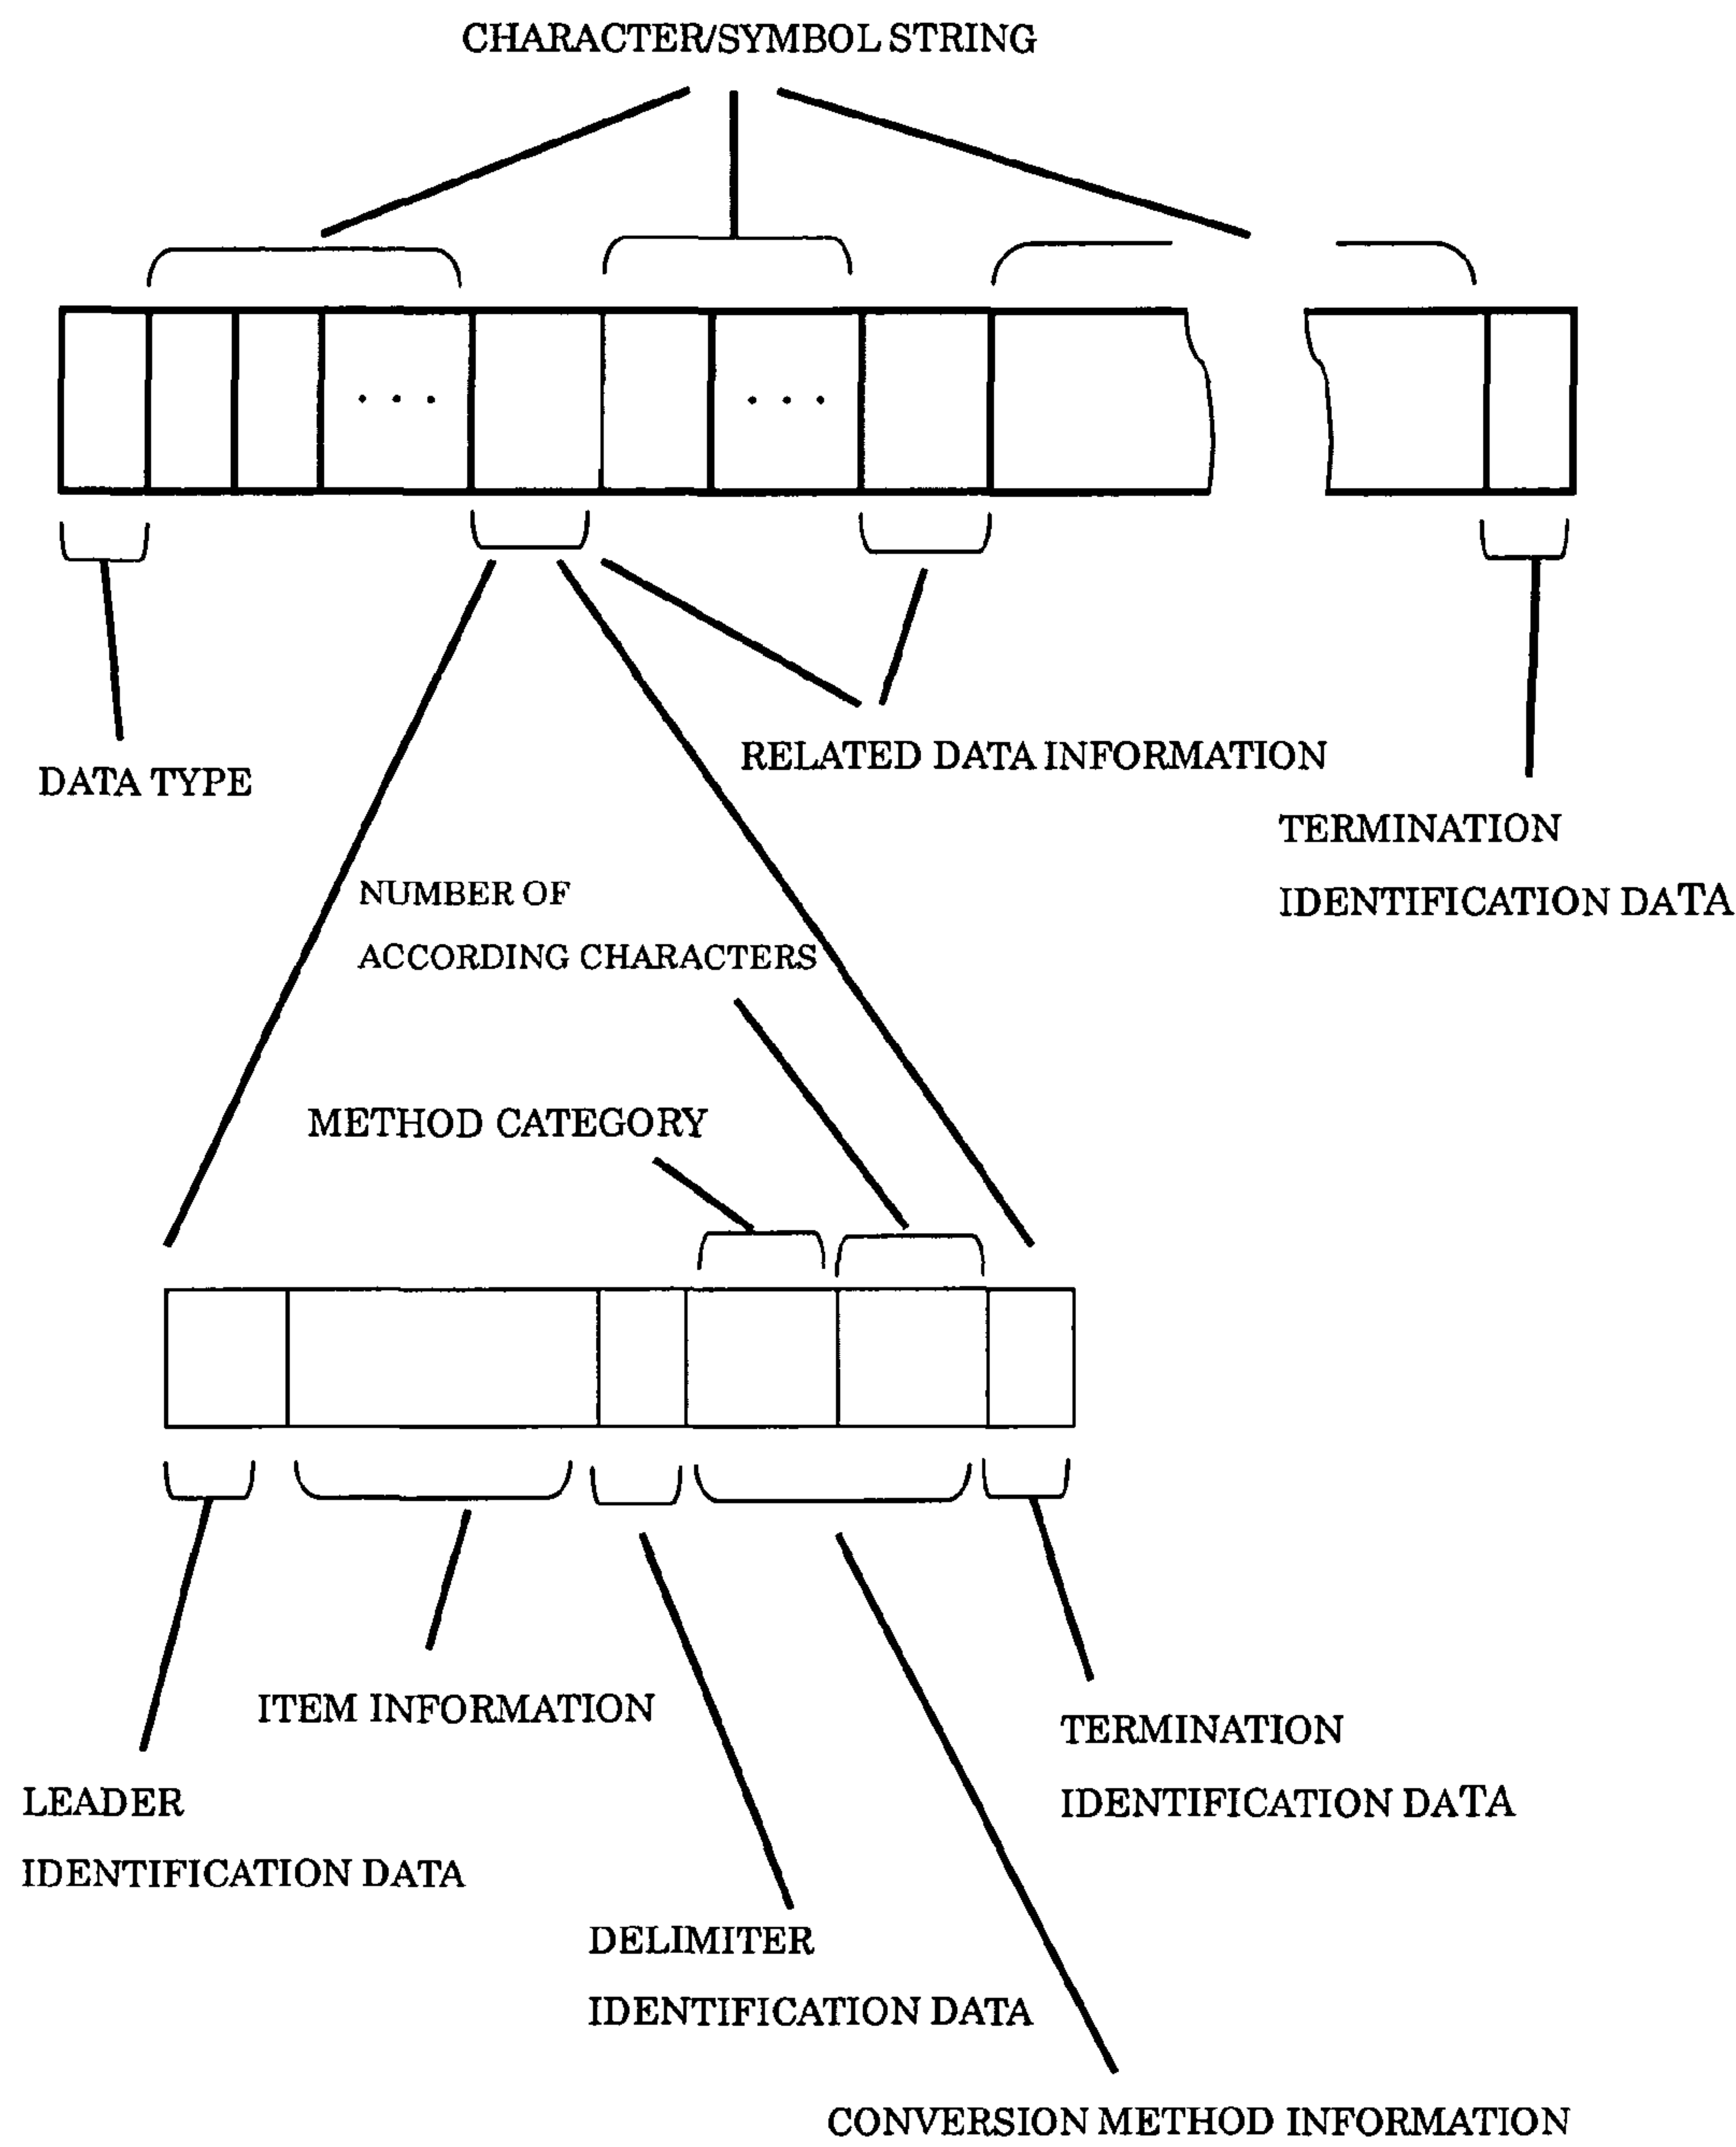 CHARACTER/SYMBOL STRING
. . .
. . .
DATA TYPE
RELATED DATA INFORMATION
TERMINATION
IDENTIFICATION DATA
NUMBER OF
ACCORDING CHARACTERS
METHOD CATEGORY
ITEM INFORMATION
TERMINATION
IDENTIFICATION DATA
LEADER
IDENTIFICATION DATA
DELIMITER
IDENTIFICATION DATA
CONVERSION METHOD INFORMATION